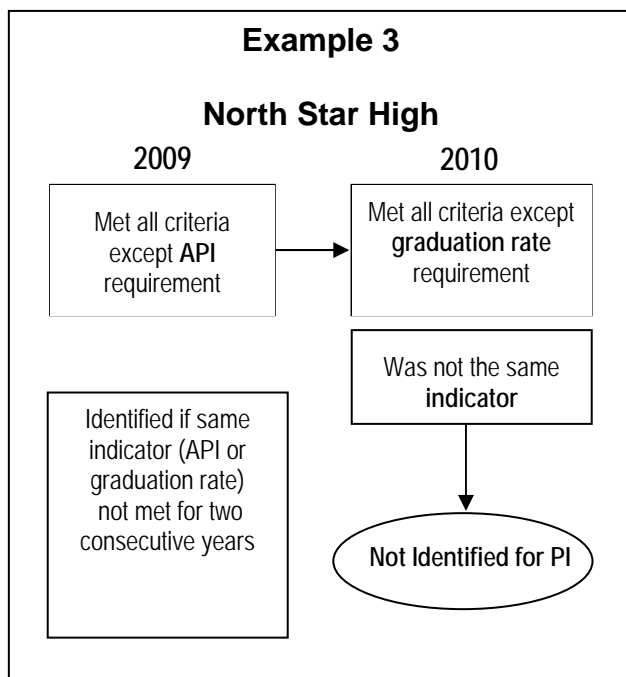 Example 3
North Star High
2009
2010
Met all criteria
except API
requirement
Met all criteria except
graduation rate
requirement
Was not the same
indicator
Identified if same
indicator (API or
graduation rate)
not met for two
consecutive years
Not Identified for PI